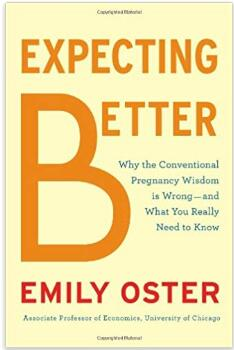 EXPECTING
BETTER
Why the Conventional
Pregnancy Wisdom
is Wrong—and
What You Really
Need to Know
EMILY OSTER
Associate Professor of Economics, University of Chicago